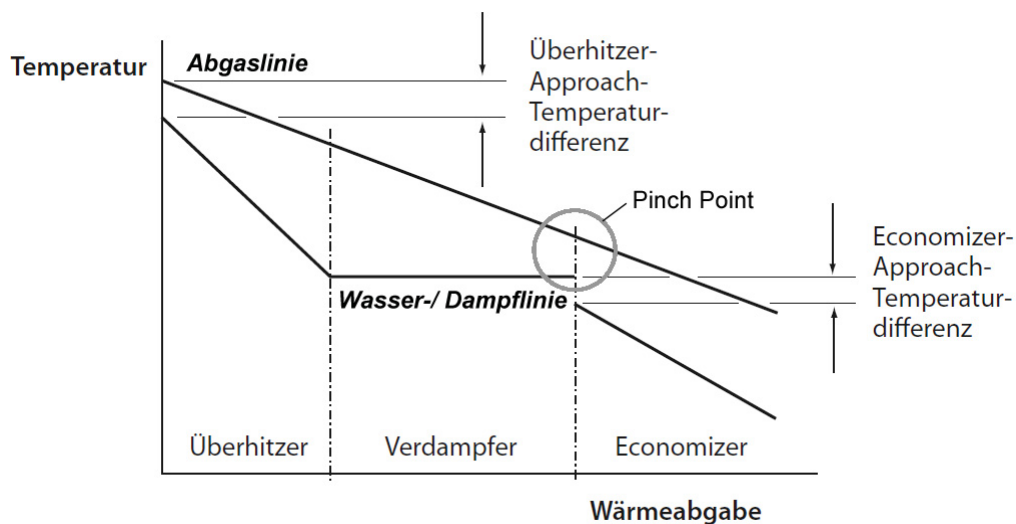 Temperatur
Abgaslinie
Überhitzer-
Approach-
Temperatur-
differenz
Pinch Point
Economizer-
Approach-
Temperatur-
differenz
Wasser-/ Dampflinie
Überhitzer
Verdampfer
Economizer
Wärmeabgabe